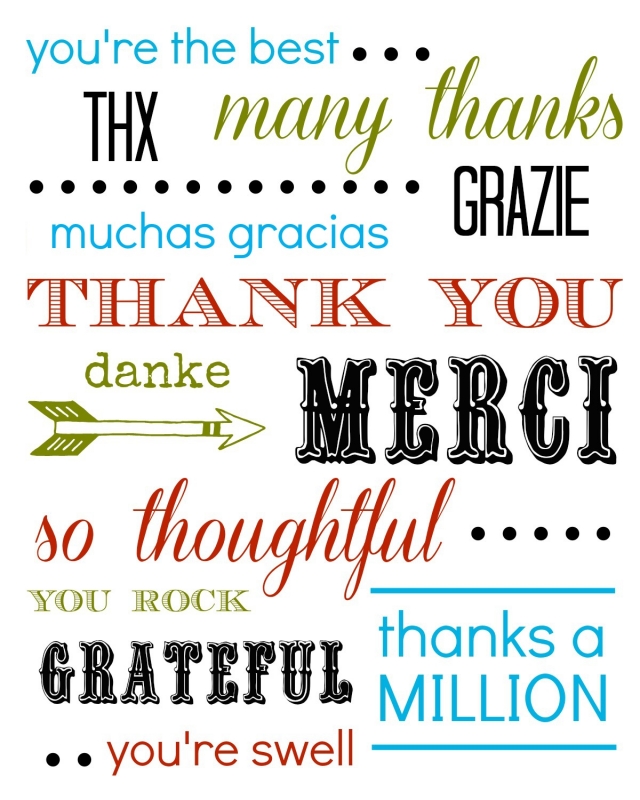 you're the best
THX
many thanks
GRAZIE
muchas gracias
THANK YOU
danke
MERCI
so thoughtful
YOU ROCK
thanks a
MILLION
GRATEFUL
you're swell